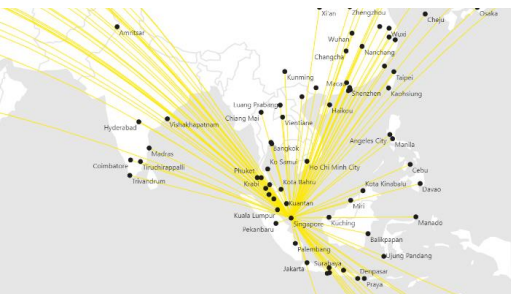 Xi'an
Zhengzhou
Cheju
Osaka
Amritsar
Wuhan
Wuxi
Changcha
Nanchang
Kunming
Macau
Taipei
Shenzhen
Kaohsiung
Luang Prabang
Haikou
Chiang Mai
Vientiane
Hyderabad
Vishakhapatnam
Angeles City
Manila
Madras
Bangkok
Coimbatore
Tiruchirappalli
Ko Samui
Ho Chi Minh City
Cebu
Trivandrum
Phuket
Krabi
Kota Bahru
Kota Kinabalu
Davao
Kuantan
Miri
Kuala Lumpur
Singapore
Kuching
Manado
Pekanbaru
Balikpapan
Palembang
Ujung Pandang
Jakarta
Surabaya
Denpasar
Praya